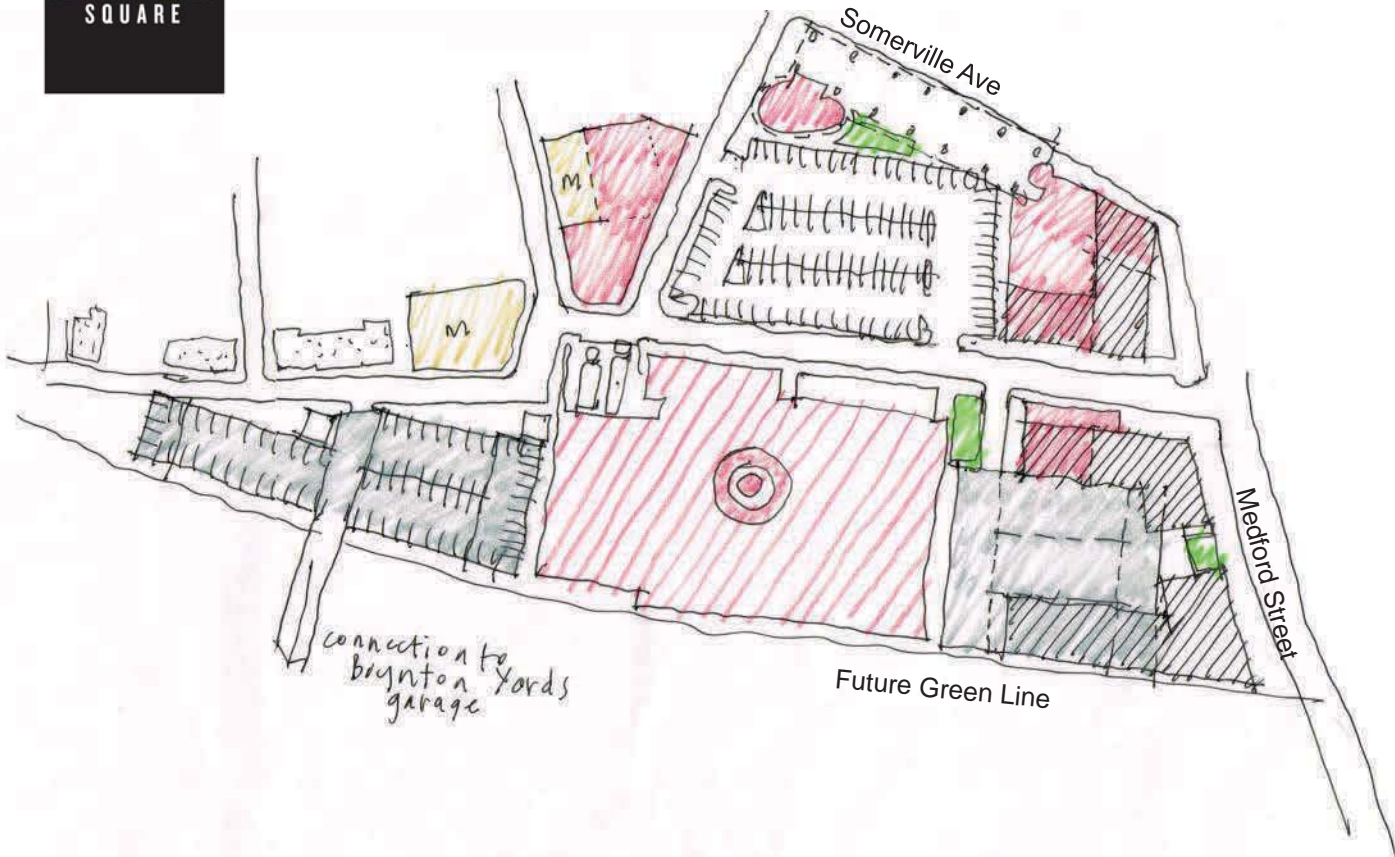 SQUARE
Somerville Ave
M
M
Medford Street
connection to
Boynton Yards
garage
Future Green Line